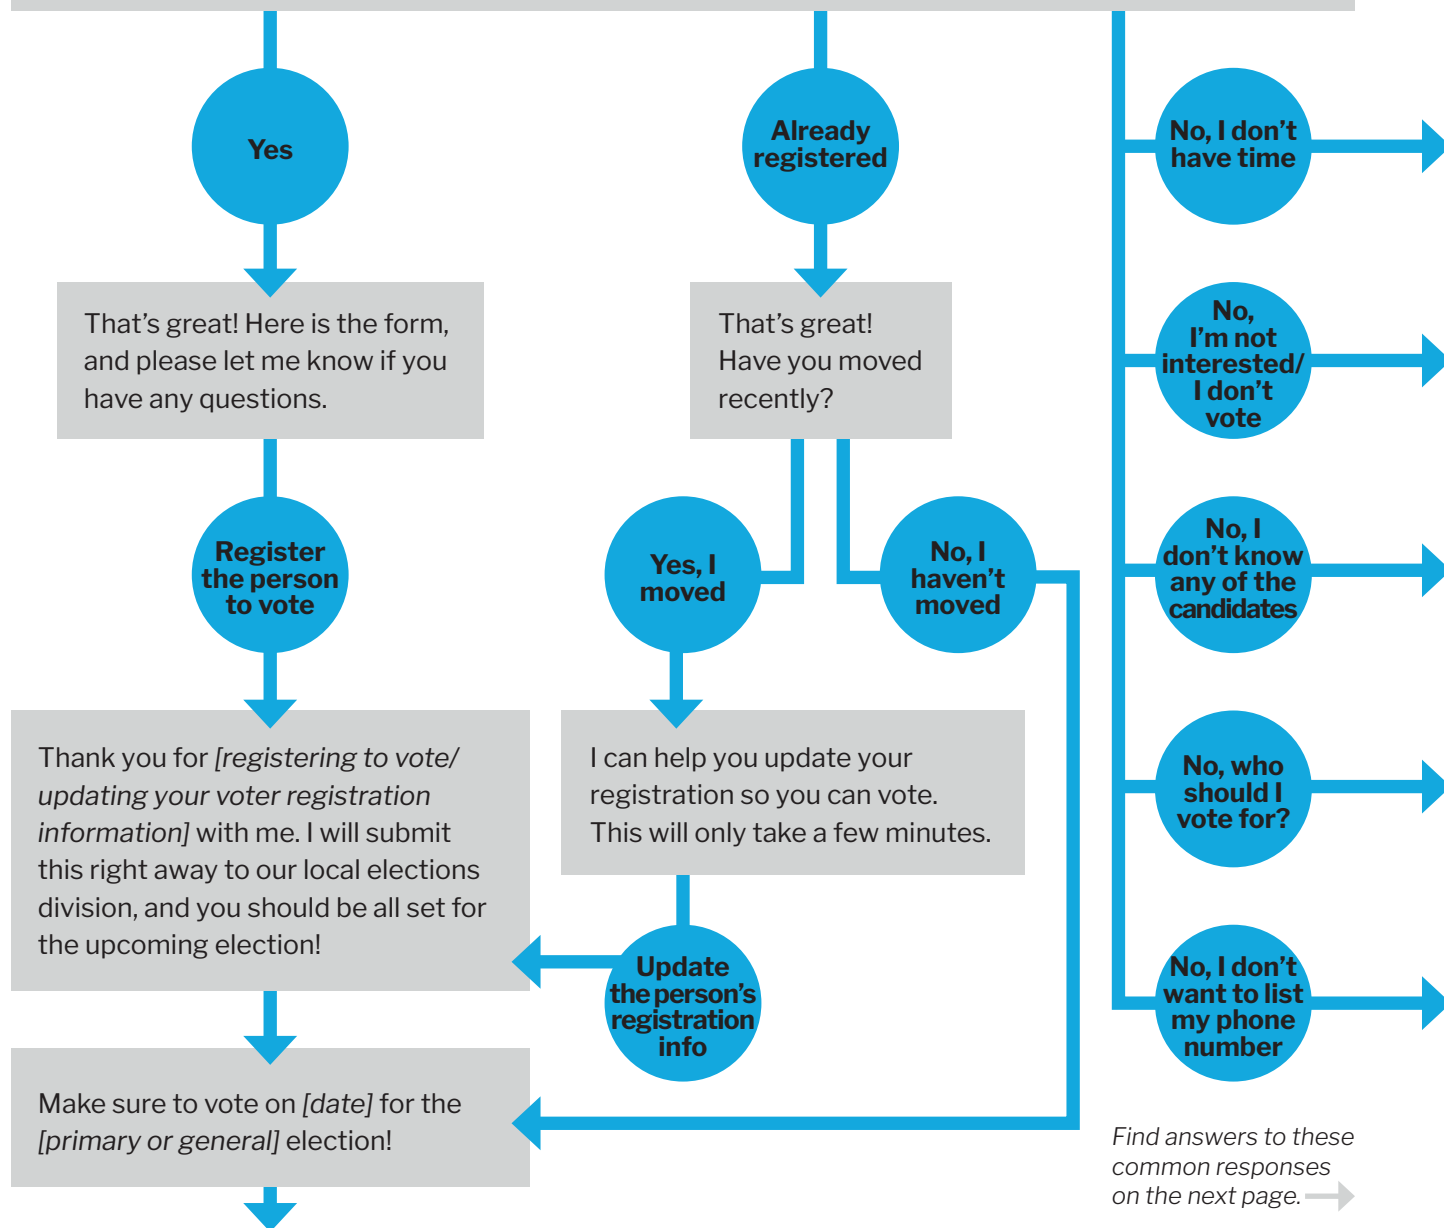 Yes
Already
registered
No, I don't
have time
That's great! Here is the form,
and please let me know if you
have any questions.
That's great!
Have you moved
recently?
No,
I'm not
interested/
I don't
vote
Register
the person
to vote
Yes, I
moved
No, I
haven't
moved
No, I
don't know
any of the
candidates
Thank you for [registering to vote/
updating your voter registration
information] with me. I will submit
this right away to our local elections
division, and you should be all set for
the upcoming election!
I can help you update your
registration so you can vote.
This will only take a few minutes.
No, who
should I
vote for?
Update
the person's
registration
info
No, I don't
want to list
my phone
number
Make sure to vote on [date] for the
[primary or general] election!
Find answers to these
common responses
on the next page.